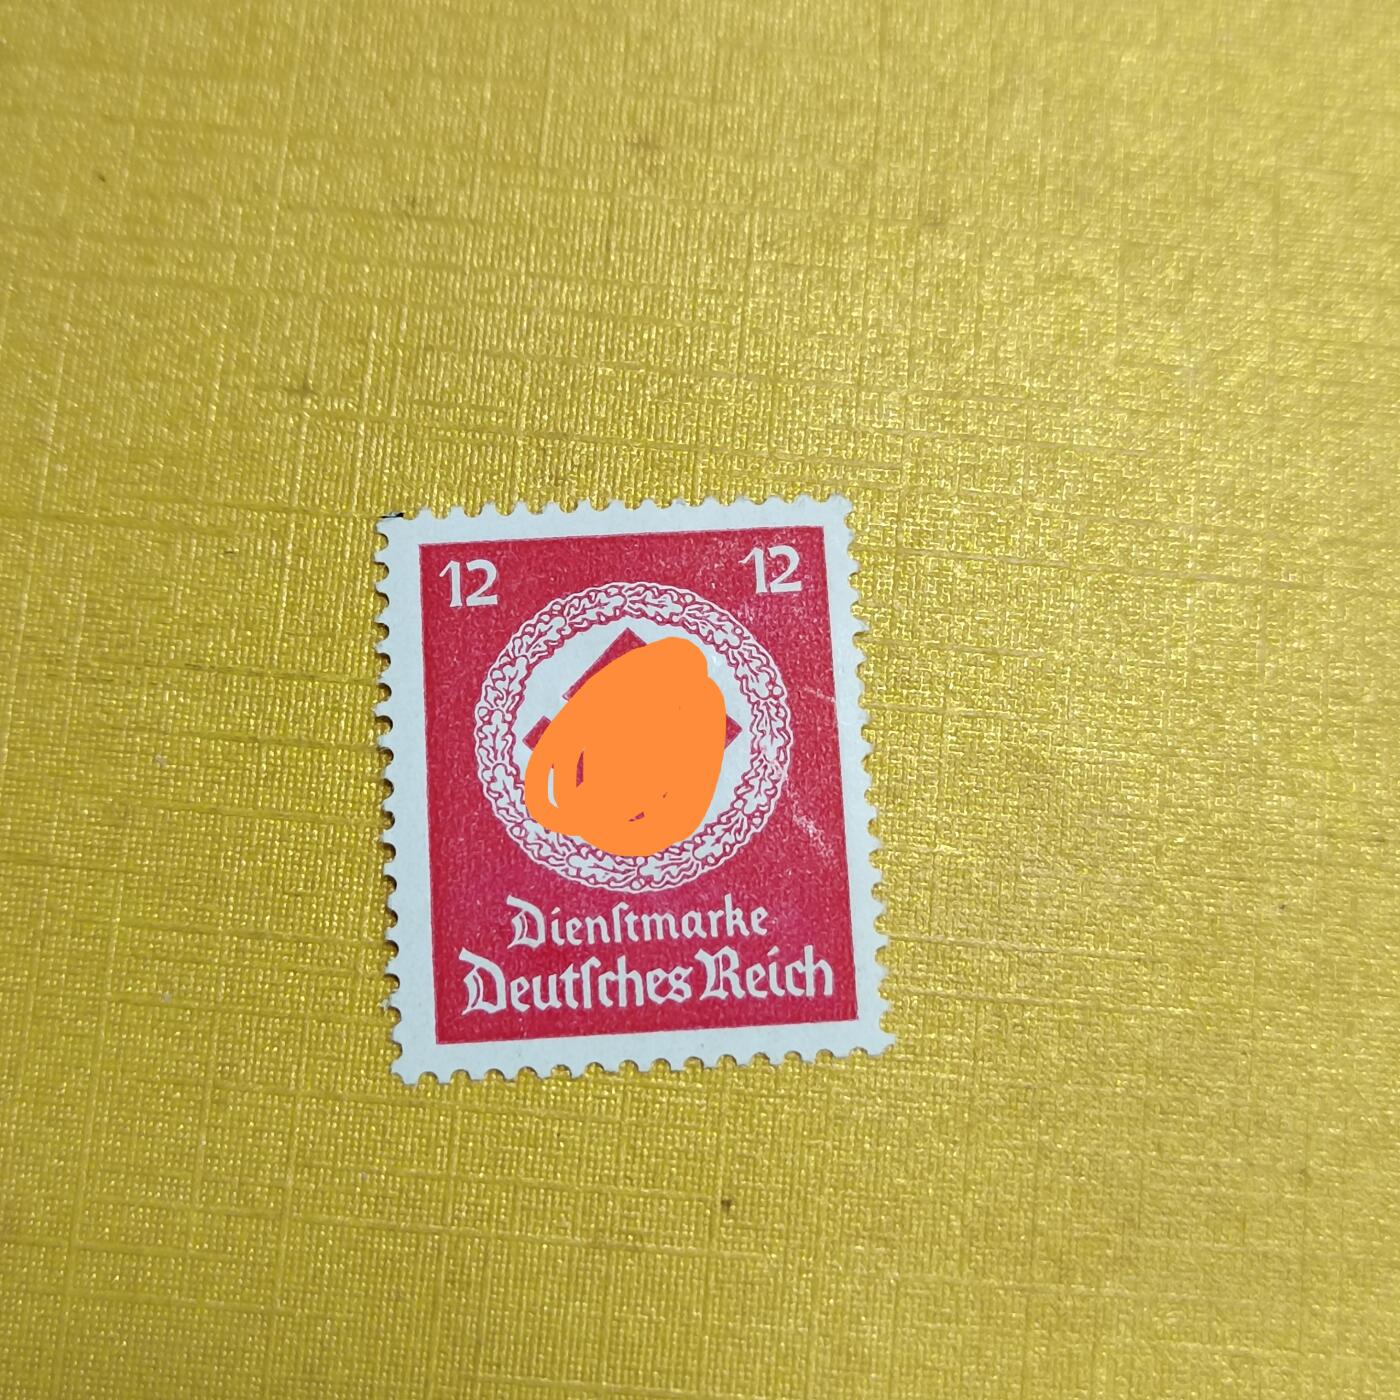 12 12
Dienſtmarke
Deutſches Reich